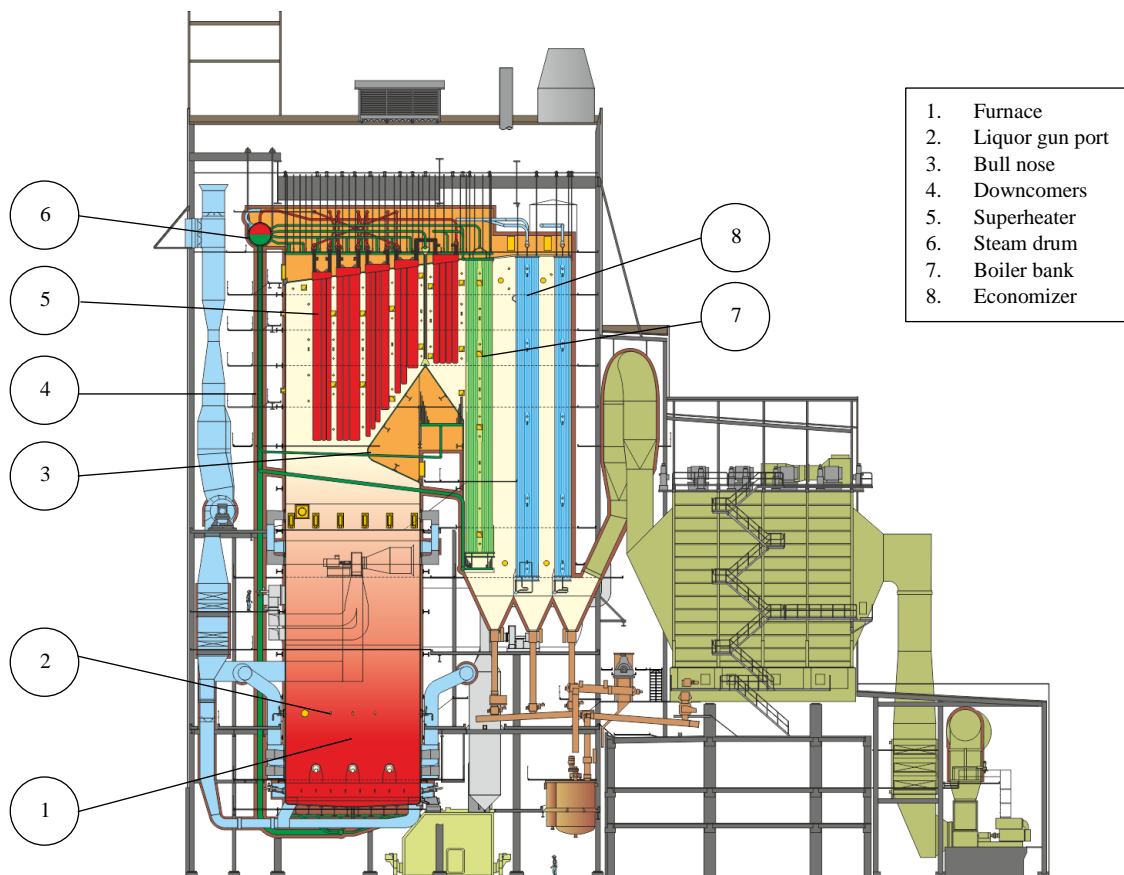 1. Furnace
2. Liquor gun port
3. Bull nose
4. Downcomers
5. Superheater
6. Steam drum
7. Boiler bank
8. Economizer
6
8
5
7
4
3
2
1